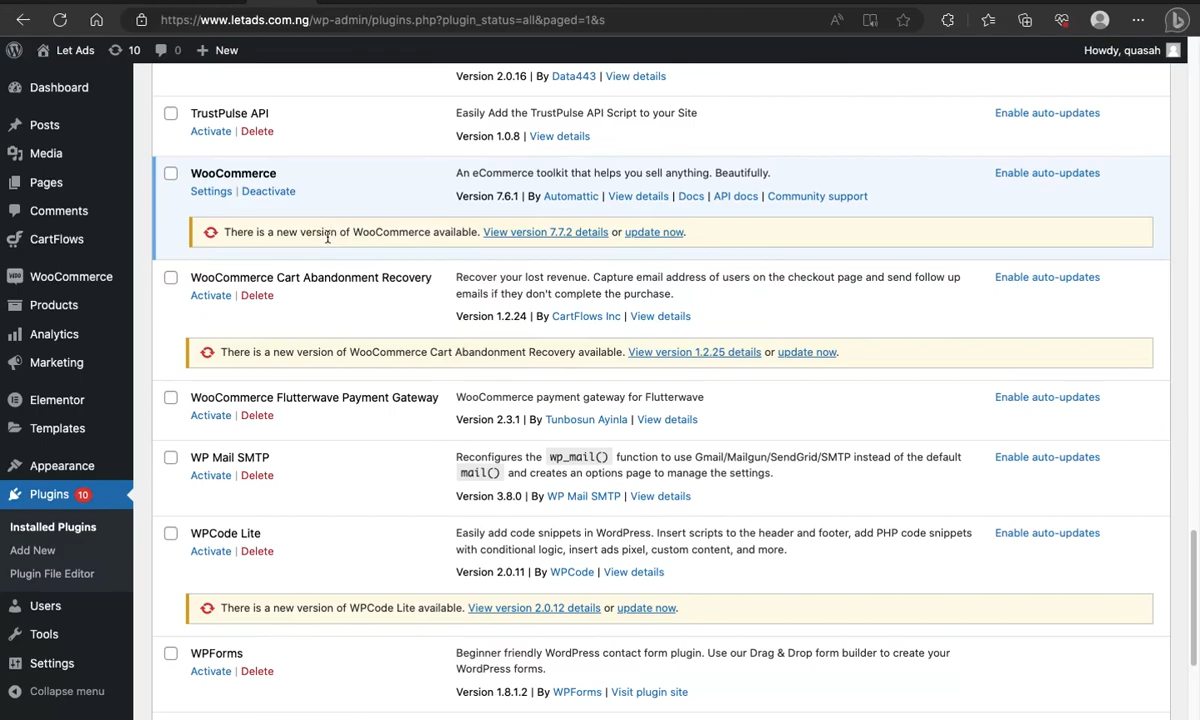 https://www.letads.com.ng/wp-admin/plugins.php?plugin_status=all&paged=1&s
Let Ads 10 0 New Howdy, quasah
Dashboard
Posts
Media
Pages
Comments
CartFlows
WooCommerce
Products
Analytics
Marketing
Elementor
Templates
Appearance
Plugins 10
Installed Plugins
Add New
Plugin File Editor
Users
Tools
Settings
Collapse menu
Version 2.0.16 | By Data443 | View details
TrustPulse API Easily Add the TrustPulse API Script to your Site Enable auto-updates
Activate | Delete
Version 1.0.8 | View details
WooCommerce An eCommerce toolkit that helps you sell anything. Beautifully. Enable auto-updates
Settings | Deactivate
Version 7.6.1 | By Automattic | View details | Docs | API docs | Community support
There is a new version of WooCommerce available. View version 7.7.2 details or update now.
WooCommerce Cart Abandonment Recovery Recover your lost revenue. Capture email address of users on the checkout page and send follow up Enable auto-updates
Activate | Delete emails if they don't complete the purchase.
Version 1.2.24 | By CartFlows Inc | View details
There is a new version of WooCommerce Cart Abandonment Recovery available. View version 1.2.25 details or update now.
WooCommerce Flutterwave Payment Gateway WooCommerce payment gateway for Flutterwave Enable auto-updates
Activate | Delete
Version 2.3.1 | By Tunbosun Ayinla | View details
WP Mail SMTP Reconfigures the wp_mail() function to use Gmail/Mailgun/SendGrid/SMTP instead of the default Enable auto-updates
Activate | Delete mail() and creates an options page to manage the settings.
Version 3.8.0 | By WP Mail SMTP | View details
WPCode Lite Easily add code snippets in WordPress. Insert scripts to the header and footer, add PHP code snippets Enable auto-updates
Activate | Delete with conditional logic, insert ads pixel, custom content, and more.
Version 2.0.11 | By WPCode | View details
There is a new version of WPCode Lite available. View version 2.0.12 details or update now.
WPForms Beginner friendly WordPress contact form plugin. Use our Drag & Drop form builder to create your
Activate | Delete WordPress forms.
Version 1.8.1.2 | By WPForms | Visit plugin site